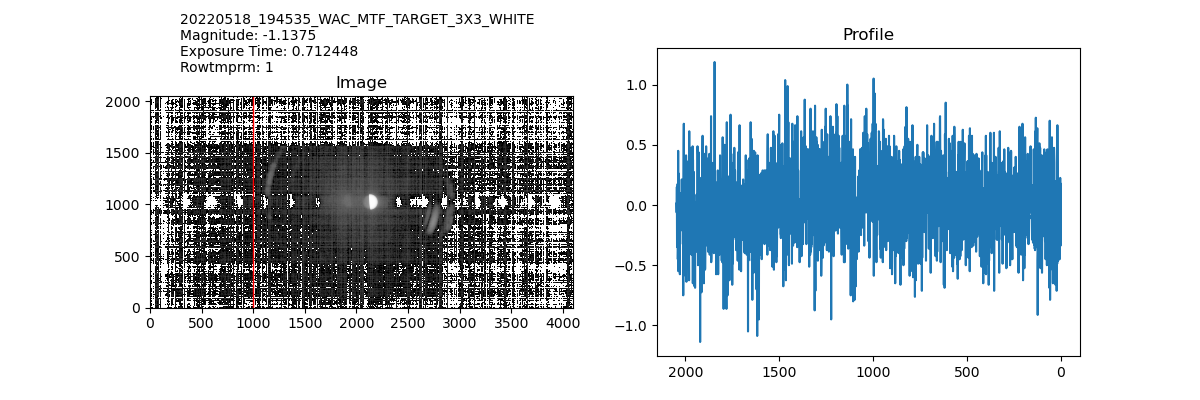 20220518_194535_WAC_MTF_TARGET_3X3_WHITE
Magnitude: -1.1375
Exposure Time: 0.712448
Rowtmprm: 1
Image
2000
1500
1000
500
0
0 500 1000 1500 2000 2500 3000 3500 4000
Profile
1.0
0.5
0.0
−0.5
−1.0
2000 1500 1000 500 0